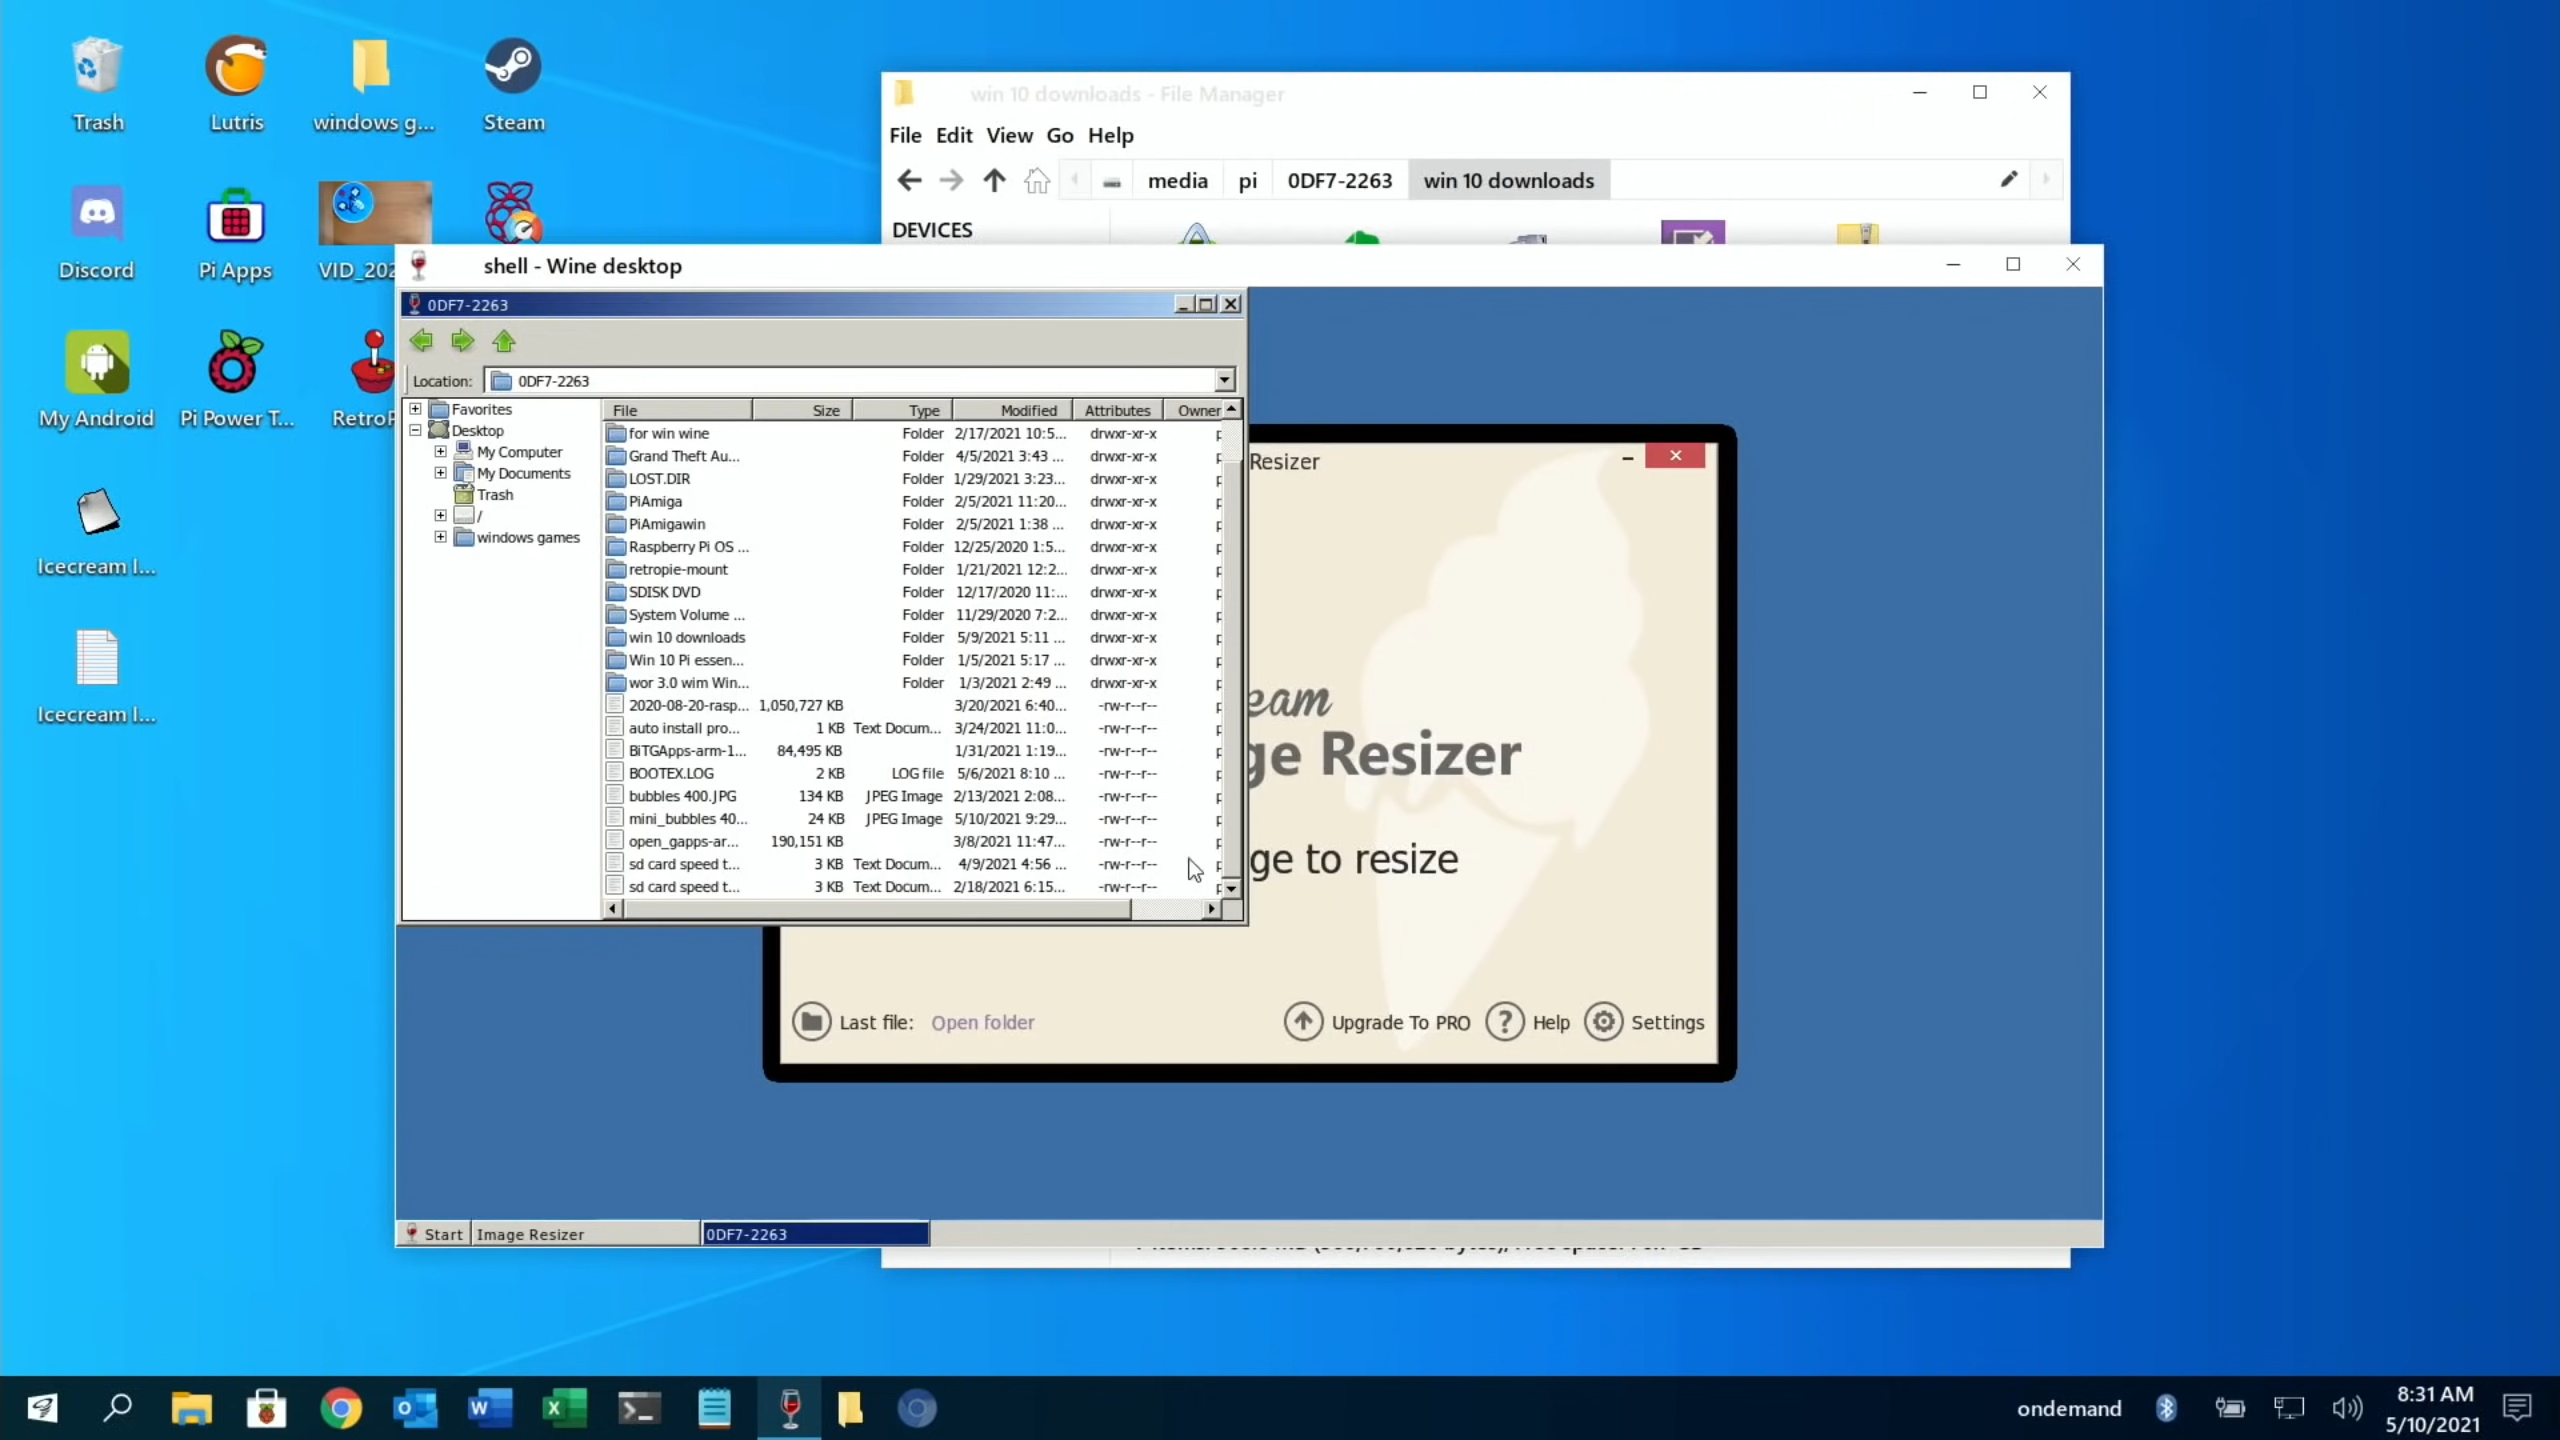 Trash
Lutris
windows g...
Steam
Discord
Pi Apps
VID_202
My Android
Pi Power T...
RetroP
Icecream I...
Icecream I...
win 10 downloads - File Manager
File Edit View Go Help
media pi 0DF7-2263 win 10 downloads
DEVICES
shell - Wine desktop
0DF7-2263
Location: 0DF7-2263
Favorites
Desktop
My Computer
My Documents
Trash
/
windows games
File Size Type Modified Attributes Owner
for win wine Folder 2/17/2021 10:5... drwxr-xr-x
Grand Theft Au... Folder 4/5/2021 3:43 ... drwxr-xr-x
LOST.DIR Folder 1/29/2021 3:23... drwxr-xr-x
PiAmiga Folder 2/5/2021 11:20... drwxr-xr-x
PiAmigawin Folder 2/5/2021 1:38 ... drwxr-xr-x
Raspberry Pi OS ... Folder 12/25/2020 1:5... drwxr-xr-x
retropie-mount Folder 1/21/2021 12:2... drwxr-xr-x
SDISK DVD Folder 12/17/2020 11:... drwxr-xr-x
System Volume ... Folder 11/29/2020 7:2... drwxr-xr-x
win 10 downloads Folder 5/9/2021 5:11 ... drwxr-xr-x
Win 10 Pi essen... Folder 1/5/2021 5:17 ... drwxr-xr-x
wor 3.0 wim Win... Folder 1/3/2021 2:49 ... drwxr-xr-x
2020-08-20-rasp... 1,050,727 KB 3/20/2021 6:40... -rw-r--r--
auto install pro... 1 KB Text Docum... 3/24/2021 11:0... -rw-r--r--
BiTGApps-arm-1... 84,495 KB 1/31/2021 1:19... -rw-r--r--
BOOTEX.LOG 2 KB LOG file 5/6/2021 8:10 ... -rw-r--r--
bubbles 400.JPG 134 KB JPEG Image 2/13/2021 2:08... -rw-r--r--
mini_bubbles 40... 24 KB JPEG Image 5/10/2021 9:29... -rw-r--r--
open_gapps-ar... 190,151 KB 3/8/2021 11:47... -rw-r--r--
sd card speed t... 3 KB Text Docum... 4/9/2021 4:56 ... -rw-r--r--
sd card speed t... 3 KB Text Docum... 2/18/2021 6:15... -rw-r--r--
Resizer
eam
ge Resizer
ge to resize
Last file: Open folder
Upgrade To PRO
Help
Settings
Start
Image Resizer
0DF7-2263
ondemand
8:31 AM
5/10/2021